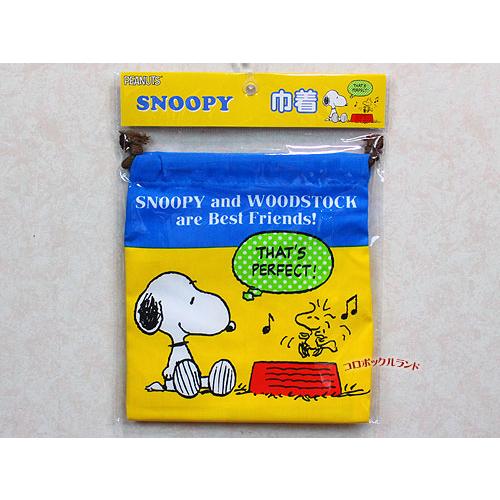 PEANUTS
SNOOPY 巾着
THAT'S
PERFECT!
SNOOPY and WOODSTOCK
are Best Friends!
THAT'S
PERFECT!
コロボックルランド